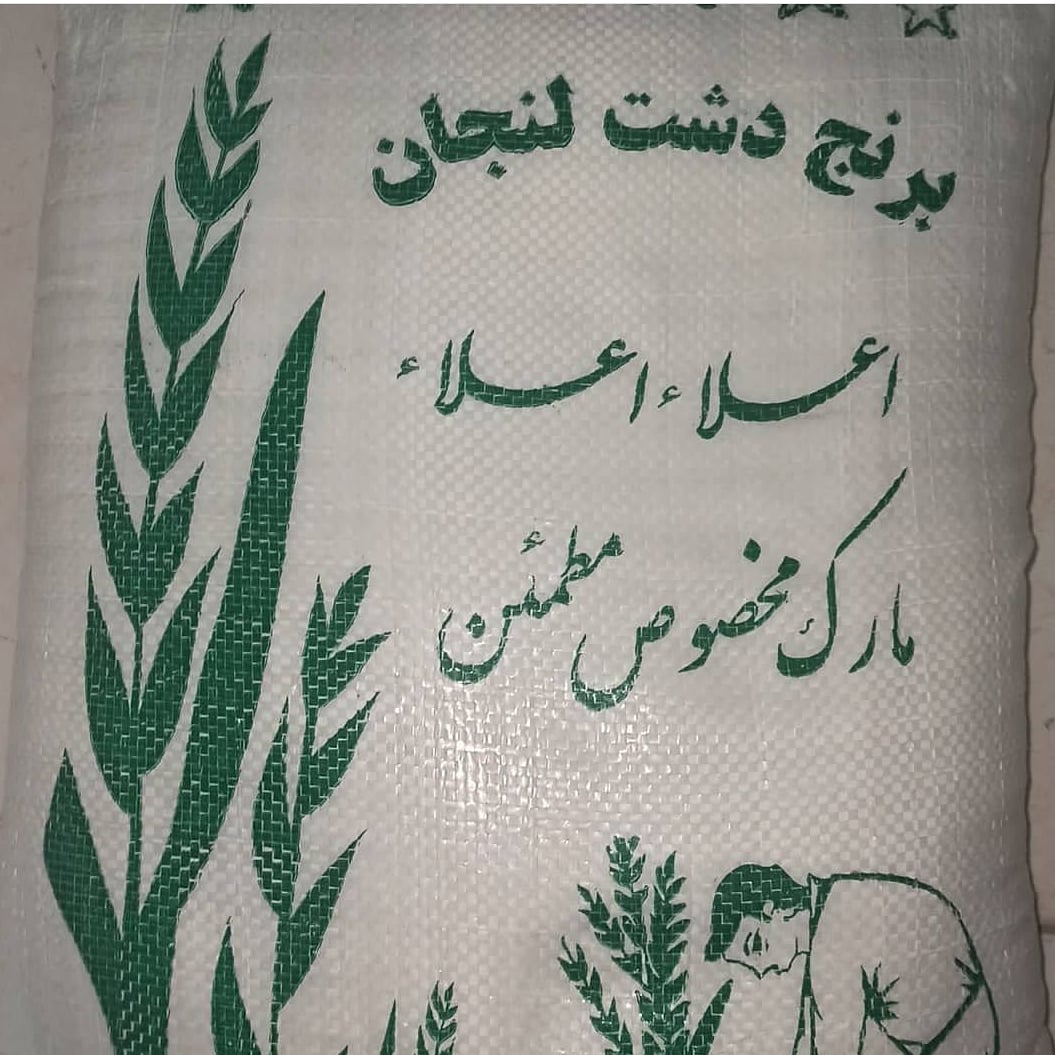 برنج دشت لنجان
اعلاء اعلاء
مارک مخصوص مطمئن